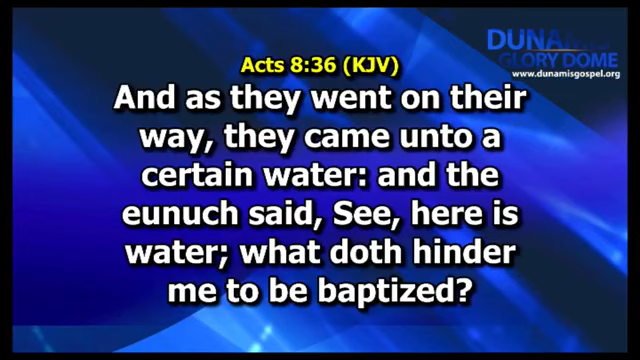 DUNAMIS
GLORY DOME
www.dunamisgospel.org
Acts 8:36 (KJV)
And as they went on their
way, they came unto a
certain water: and the
eunuch said, See, here is
water; what doth hinder
me to be baptized?